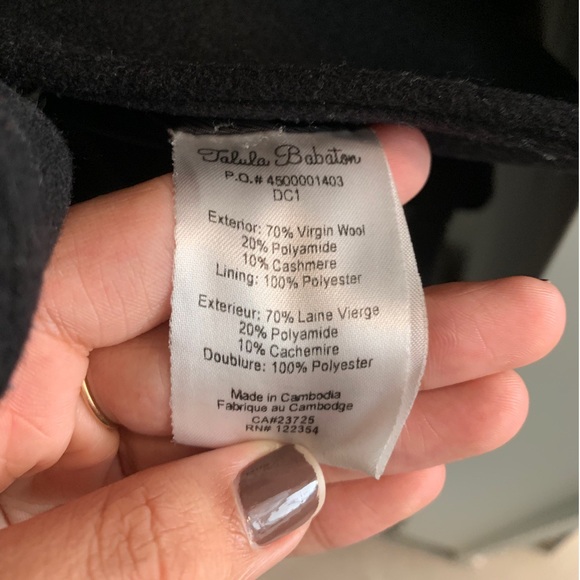 Talula Babaton
P.O.# 4500001403
DC1
Exterior: 70% Virgin Wool
20% Polyamide
10% Cashmere
Lining: 100% Polyester
Exterieur: 70% Laine Vierge
20% Polyamide
10% Cachemire
Doublure: 100% Polyester
Made in Cambodia
Fabrique au Cambodge
CA#23725
RN# 122354